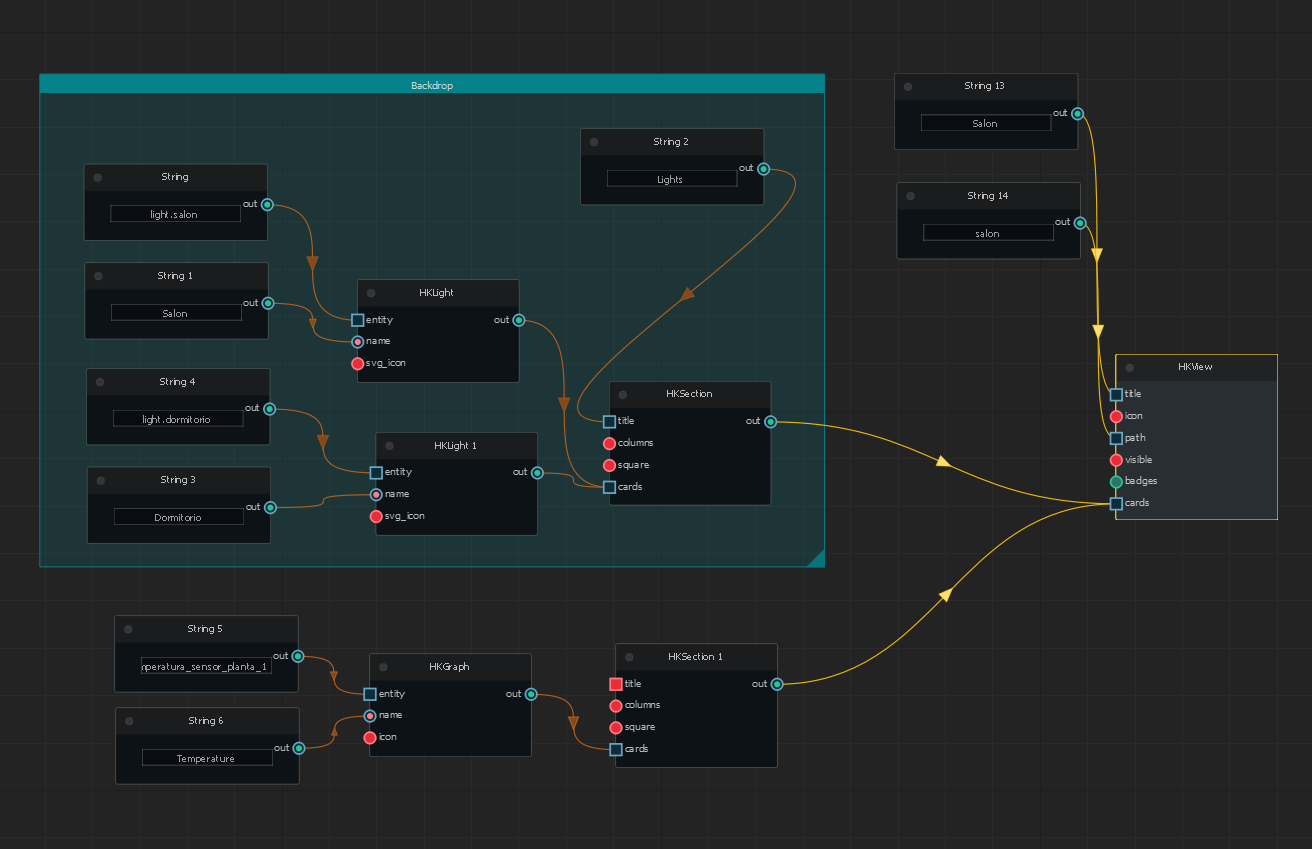 Backdrop
String
out
light.salon
String 1
out
Salon
String 4
out
light.dormitorio
String 3
out
Dormitorio
HKLight
entity
out
name
svg_icon
HKLight 1
entity
out
name
svg_icon
String 2
out
Lights
HKSection
title
out
columns
square
cards
String 13
out
Salon
String 14
out
salon
HKView
title
icon
path
visible
badges
cards
String 5
out
nperatura_sensor_planta_1
String 6
out
Temperature
HKGraph
entity
out
name
icon
HKSection 1
title
out
columns
square
cards